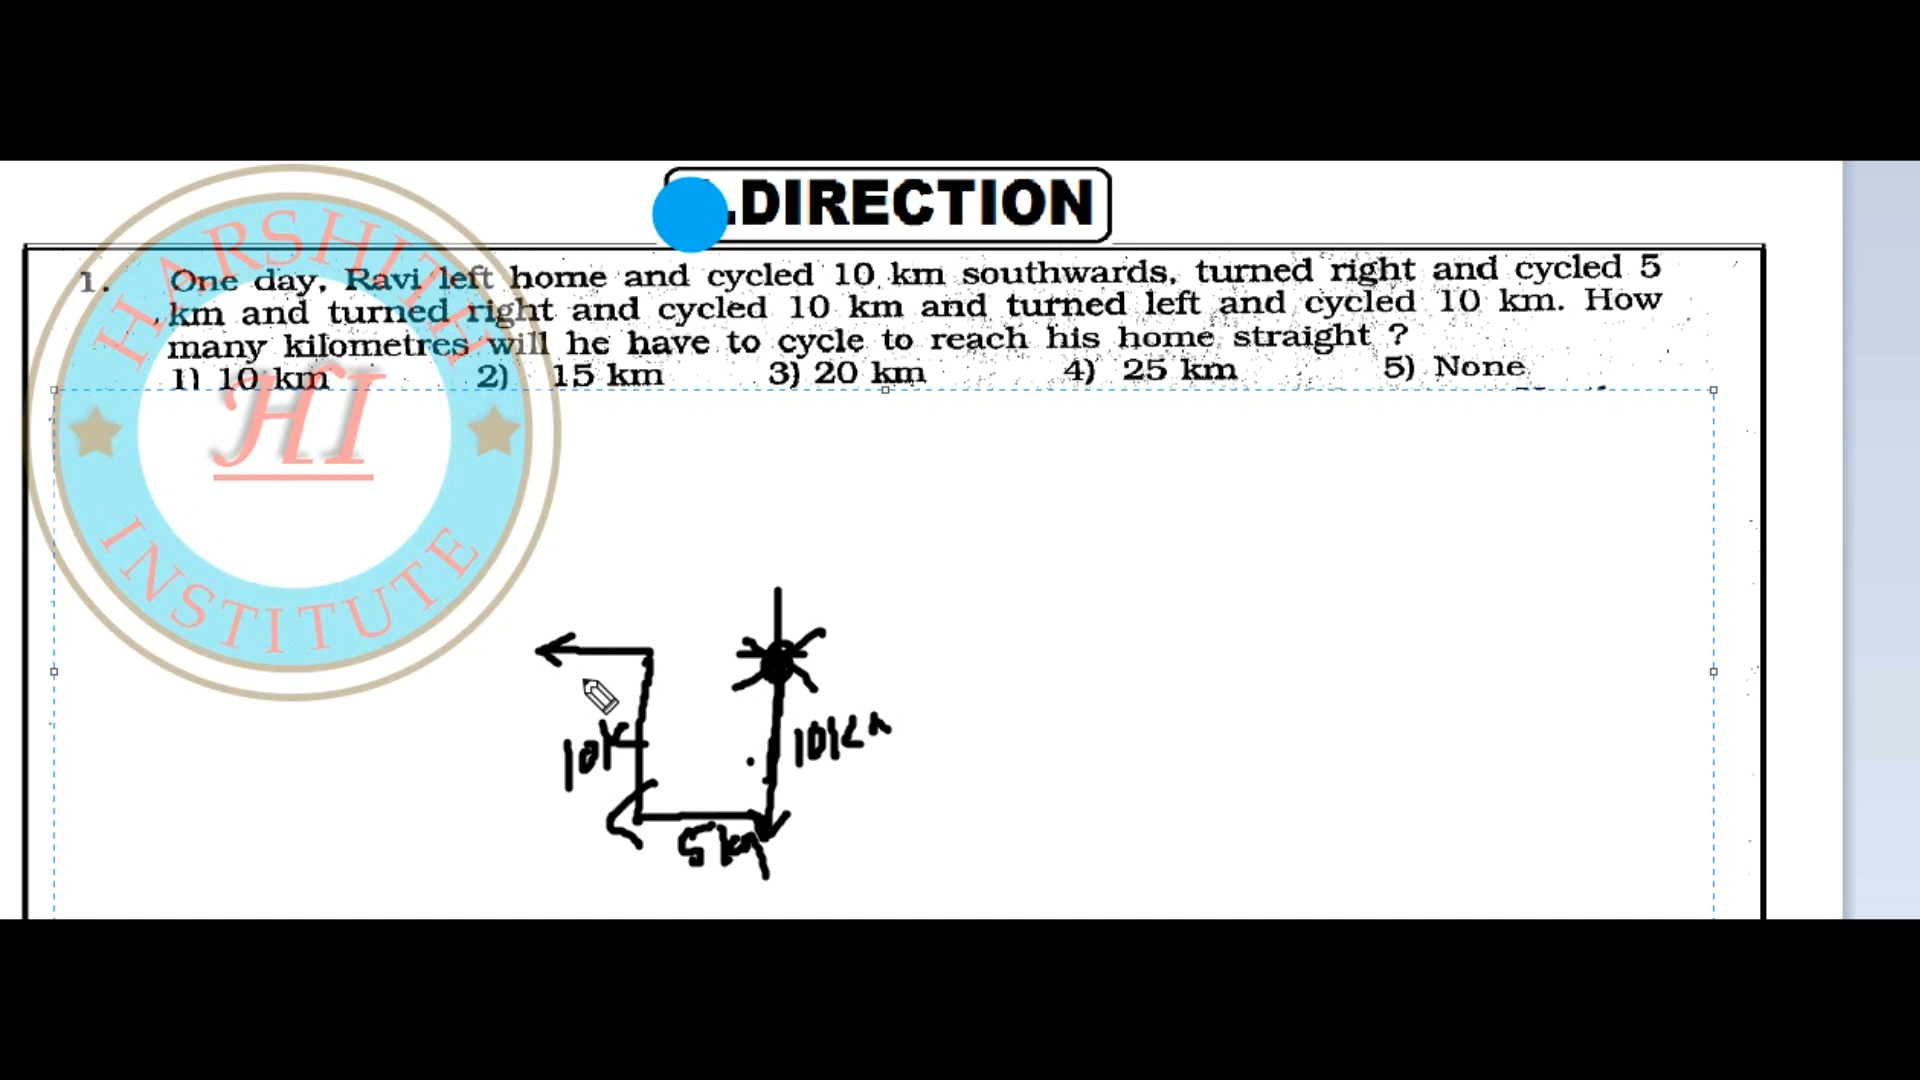 .DIRECTION
1. One day, Ravi left home and cycled 10 km southwards, turned right and cycled 5
km and turned right and cycled 10 km and turned left and cycled 10 km. How
many kilometres will he have to cycle to reach his home straight ?
1) 10 km 2) 15 km 3) 20 km 4) 25 km 5) None
HARSHITH
HI
INSTITUTE
10K
10km
5km